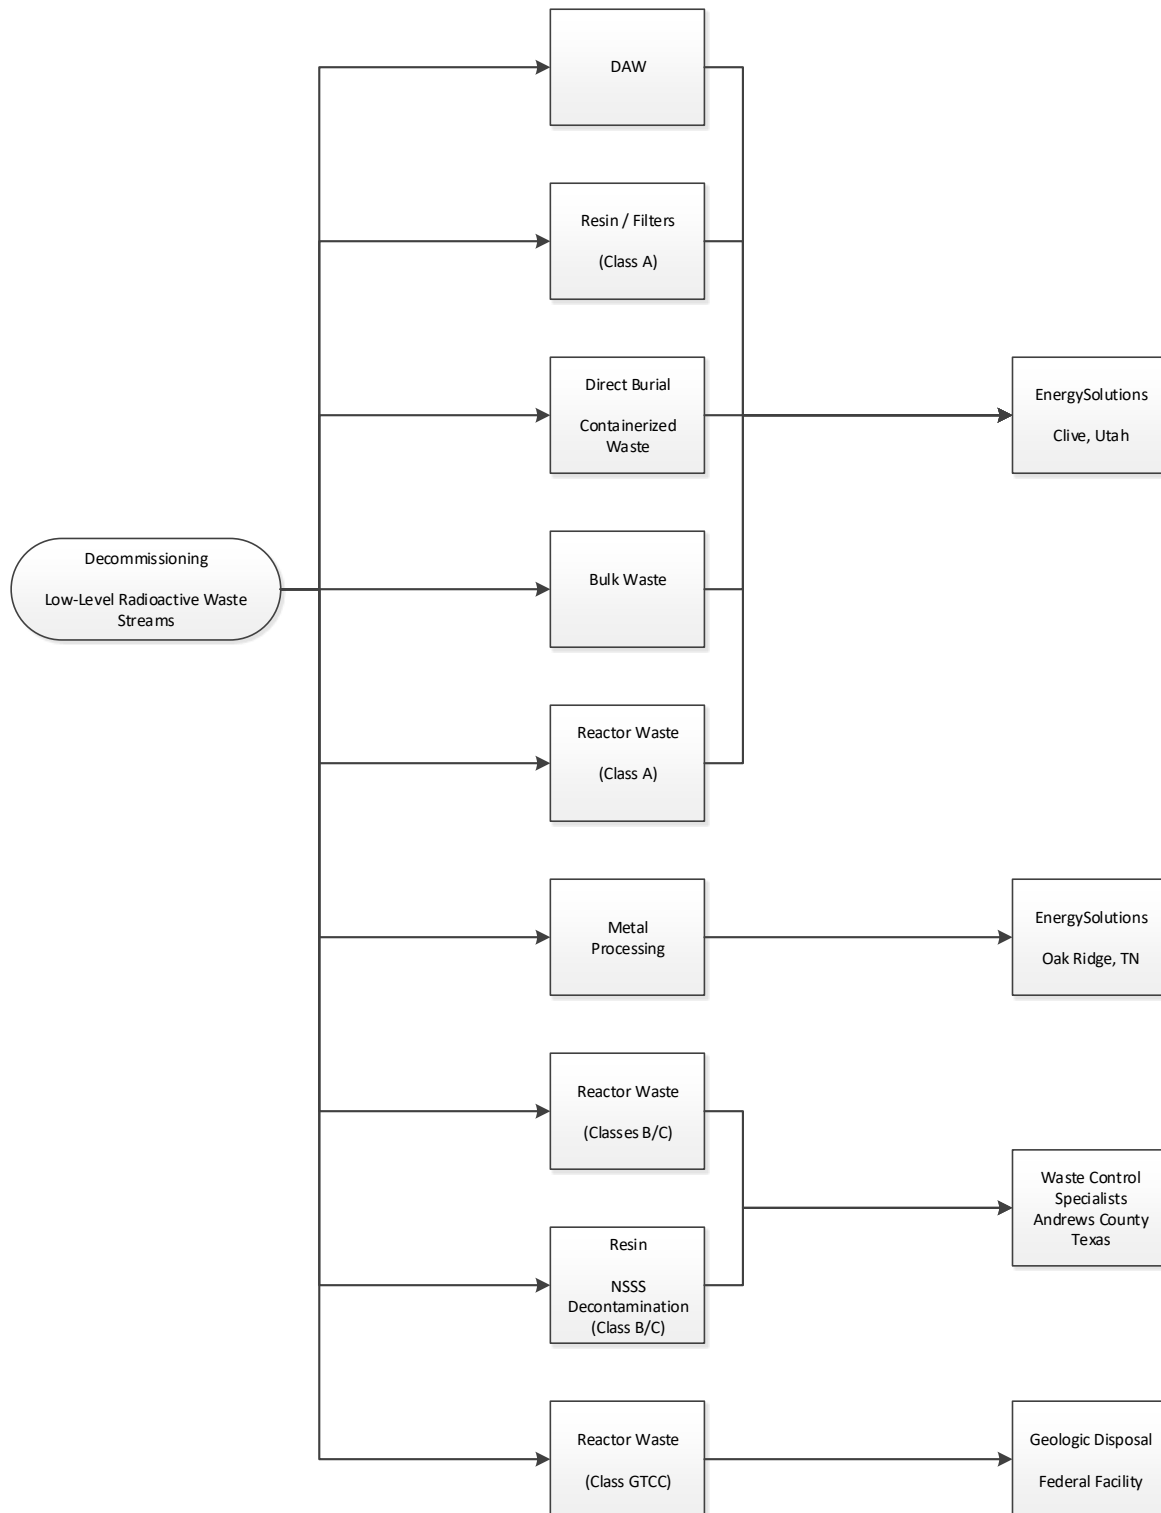 DAW
Resin / Filters
(Class A)
Direct Burial
Containerized
Waste
EnergySolutions
Clive, Utah
Decommissioning
Low-Level Radioactive Waste
Streams
Bulk Waste
Reactor Waste
(Class A)
Metal
Processing
EnergySolutions
Oak Ridge, TN
Reactor Waste
(Classes B/C)
Waste Control
Specialists
Andrews County
Texas
Resin
NSSS
Decontamination
(Class B/C)
Reactor Waste
(Class GTCC)
Geologic Disposal
Federal Facility